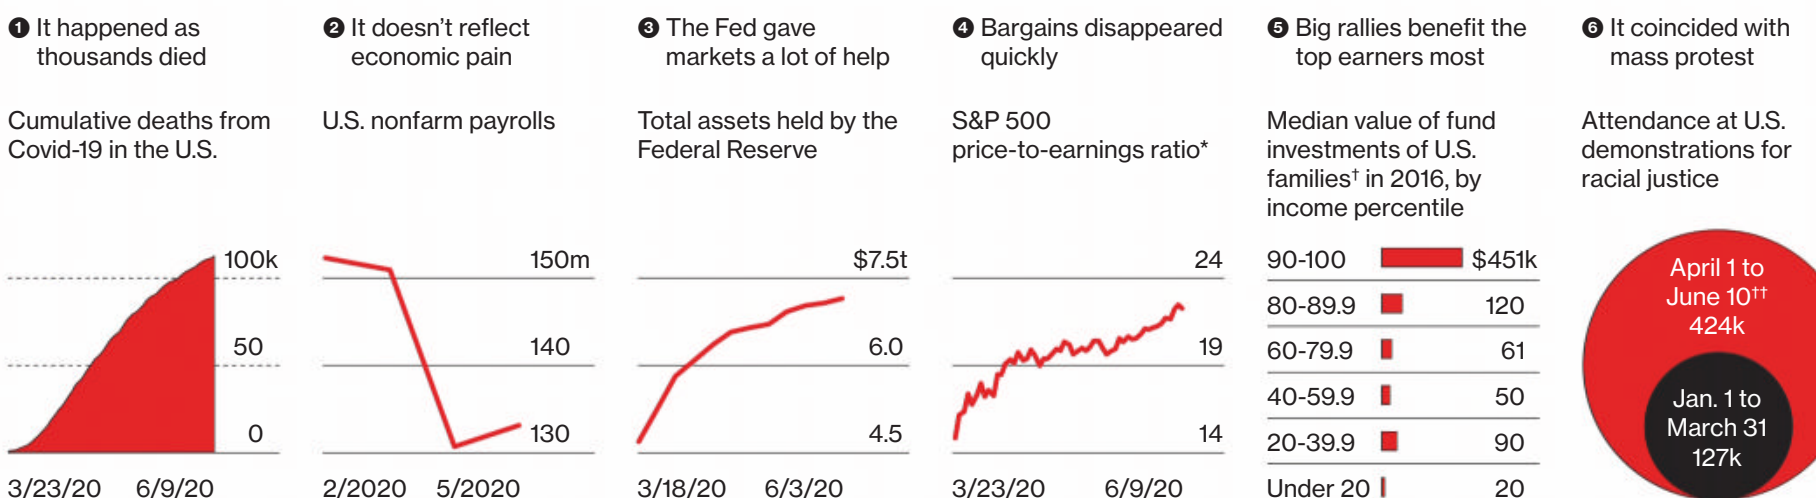 ❶ It happened as
thousands died
Cumulative deaths from
Covid-19 in the U.S.
100k
50
0
3/23/20 6/9/20
❷ It doesn’t reflect
economic pain
U.S. nonfarm payrolls
150m
140
130
2/2020 5/2020
❸ The Fed gave
markets a lot of help
Total assets held by the
Federal Reserve
$7.5t
6.0
4.5
3/18/20 6/3/20
❹ Bargains disappeared
quickly
S&P 500
price-to-earnings ratio*
24
19
14
3/23/20 6/9/20
❺ Big rallies benefit the
top earners most
Median value of fund
investments of U.S.
families† in 2016, by
income percentile
90-100 $451k
80-89.9 120
60-79.9 61
40-59.9 50
20-39.9 90
Under 20 20
❻ It coincided with
mass protest
Attendance at U.S.
demonstrations for
racial justice
April 1 to
June 10††
424k
Jan. 1 to
March 31
127k